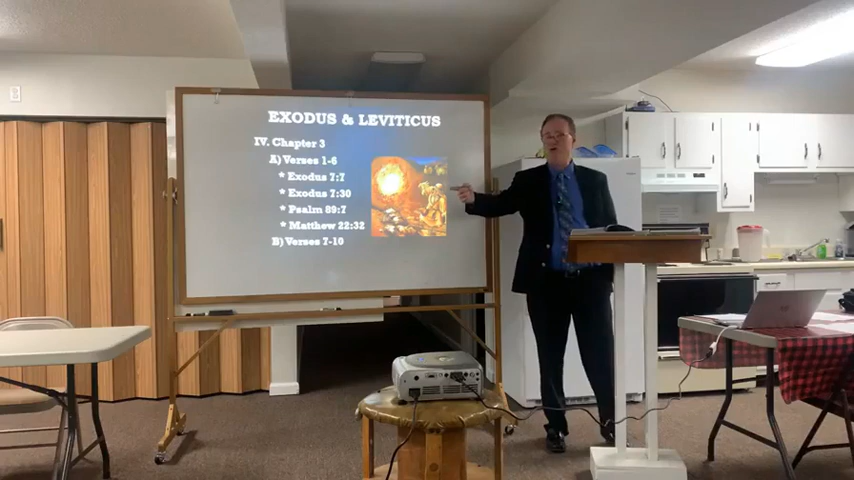 EXODUS & LEVITICUS
IV. Chapter 3
A) Verses 1-6
* Exodus 7:7
* Exodus 7:30
* Psalm 89:7
* Matthew 22:32
B) Verses 7-10